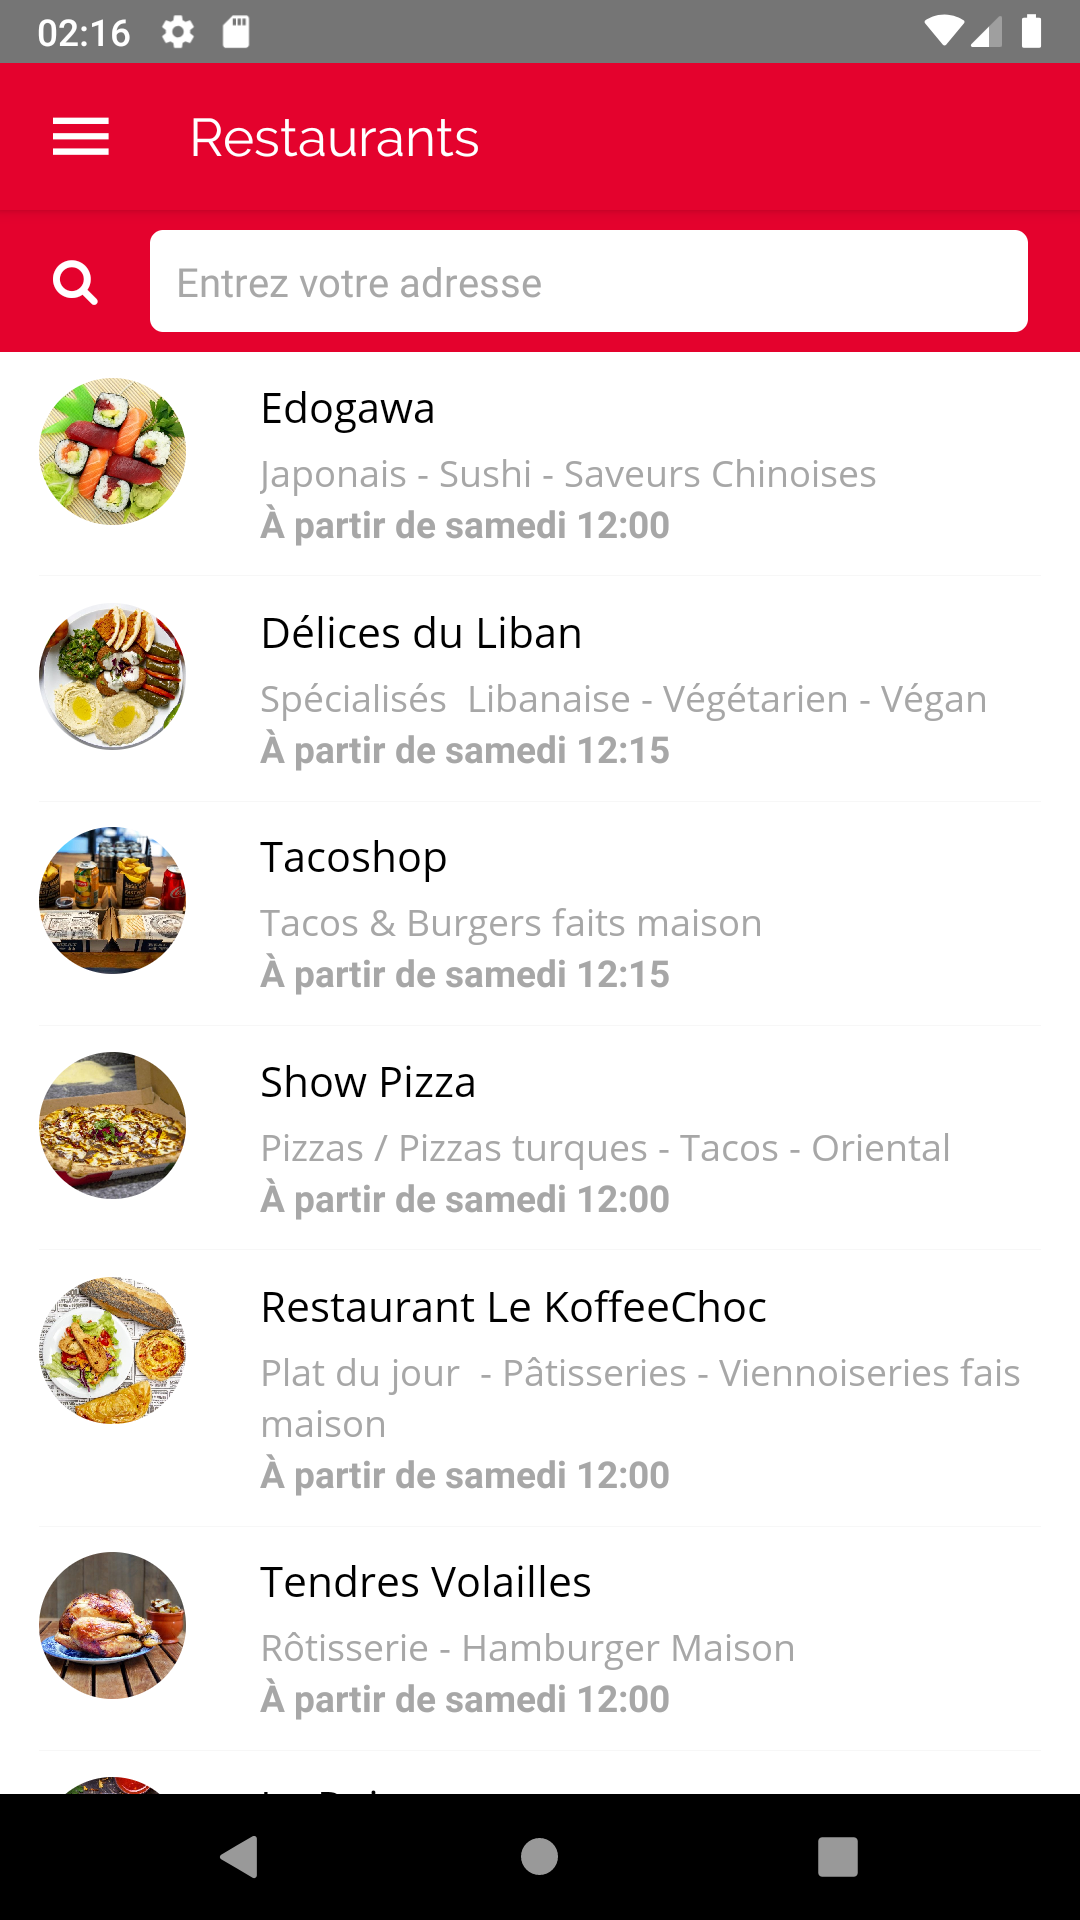 02:16
Restaurants
Entrez votre adresse
Edogawa
Japonais - Sushi - Saveurs Chinoises
À partir de samedi 12:00
Délices du Liban
Spécialisés  Libanaise - Végétarien - Végan
À partir de samedi 12:15
Tacoshop
Tacos & Burgers faits maison
À partir de samedi 12:15
Show Pizza
Pizzas / Pizzas turques - Tacos - Oriental
À partir de samedi 12:00
Restaurant Le KoffeeChoc
Plat du jour  - Pâtisseries - Viennoiseries fais
maison
À partir de samedi 12:00
Tendres Volailles
Rôtisserie - Hamburger Maison
À partir de samedi 12:00